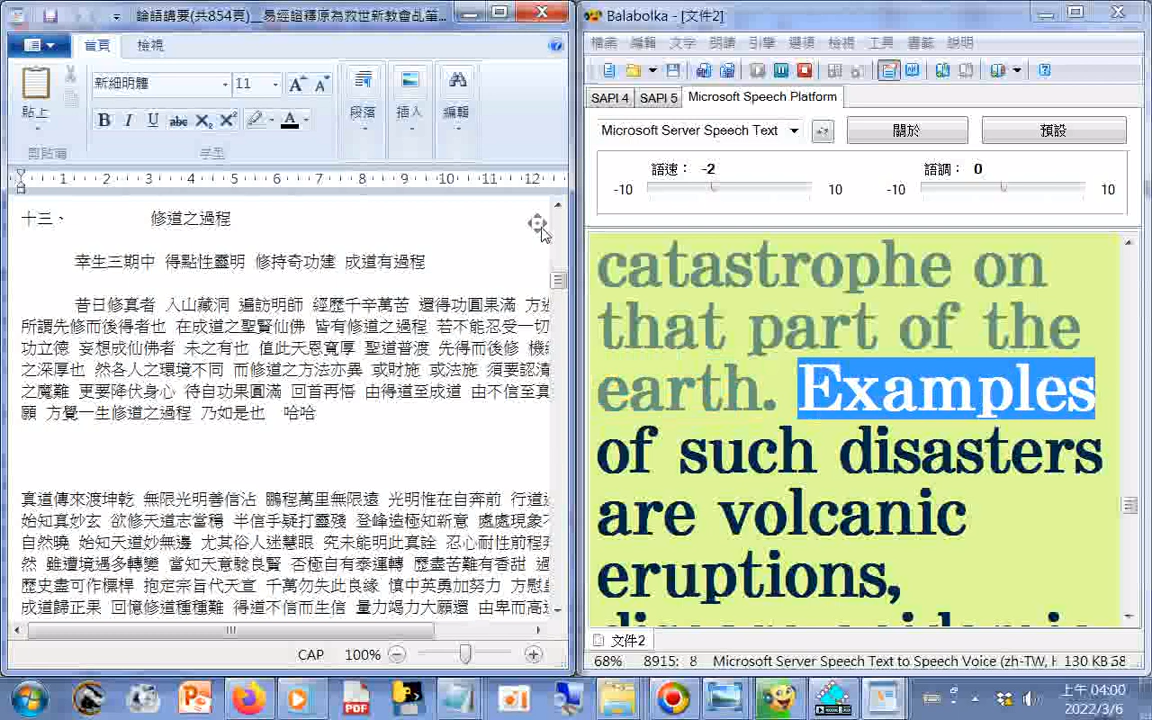 論語講要(共854頁)__易經證釋原為救世新教會乩筆...
首頁
檢視
貼上
剪貼簿
新細明體
11
B I U abc X₂ X²
A
字型
段落
插入
編輯
1 2 3 4 5 6 7 8 9 10 11 12
十三、 修道之過程
幸生三期中 得點性靈明 修持奇功建 成道有過程
昔日修真者 入山藏洞 遍訪明師 經歷千辛萬苦 還得功圓果滿 方
所謂先修而後得者也 在成道之聖賢仙佛 皆有修道之過程 若不能忍受一切
功立德 妄想成仙佛者 未之有也 值此天恩寬厚 聖道普渡 先得而後修 機
之深厚也 然各人之環境不同 而修道之方法亦異 或財施 或法施 須要認清
之魔難 更要降伏身心 待自功果圓滿 回首再悟 由得道至成道 由不信至真
願 方覺一生修道之過程 乃如是也 哈哈
真道傳來渡坤乾 無限光明善信沾 鵬程萬里無限遠 光明惟在自奔前 行道
始知真妙玄 欲修天道志當穩 半信乎疑打靈殘 登峰造極知新意 處處現象
自然曉 始知天道妙無邊 尤其俗人迷慧眼 究未能明此真詮 忍心耐性前程
然 雖遭境遇多轉變 當知天意驗良賢 否極自有泰運轉 歷盡苦難有香甜
歷史盡可作標桿 抱定宗旨代天宣 千萬勿失此良緣 慎中英勇加努力 方慰
成道歸正果 回憶修道種種難 得道不信而生信 量力竭力大願還 由卑而高
CAP 100%
Balabolka - [文件2]
檔案 編輯 文字 朗讀 引擎 選項 檢視 工具 書籤 說明
SAPI 4 SAPI 5 Microsoft Speech Platform
Microsoft Server Speech Text
關於
預設
語速： -2
語調： 0
-10 10 -10 10
catastrophe on
that part of the
earth. Examples
of such disasters
are volcanic
eruptions,
文件2
68% 8915: 8 Microsoft Server Speech Text to Speech Voice (zh-TW, H 130 KB
上午 04:00
2022/3/6